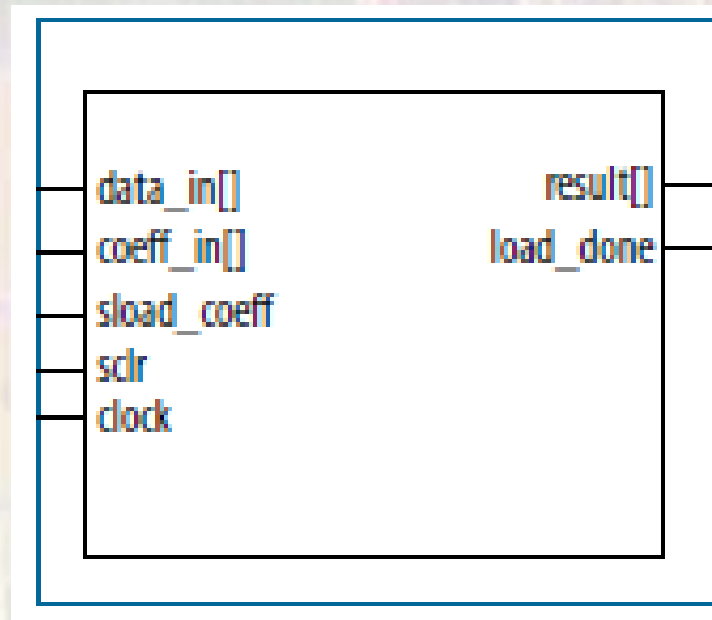 data_in[] result[]
coeff_in[] load_done
sload_coeff
sclr
clock